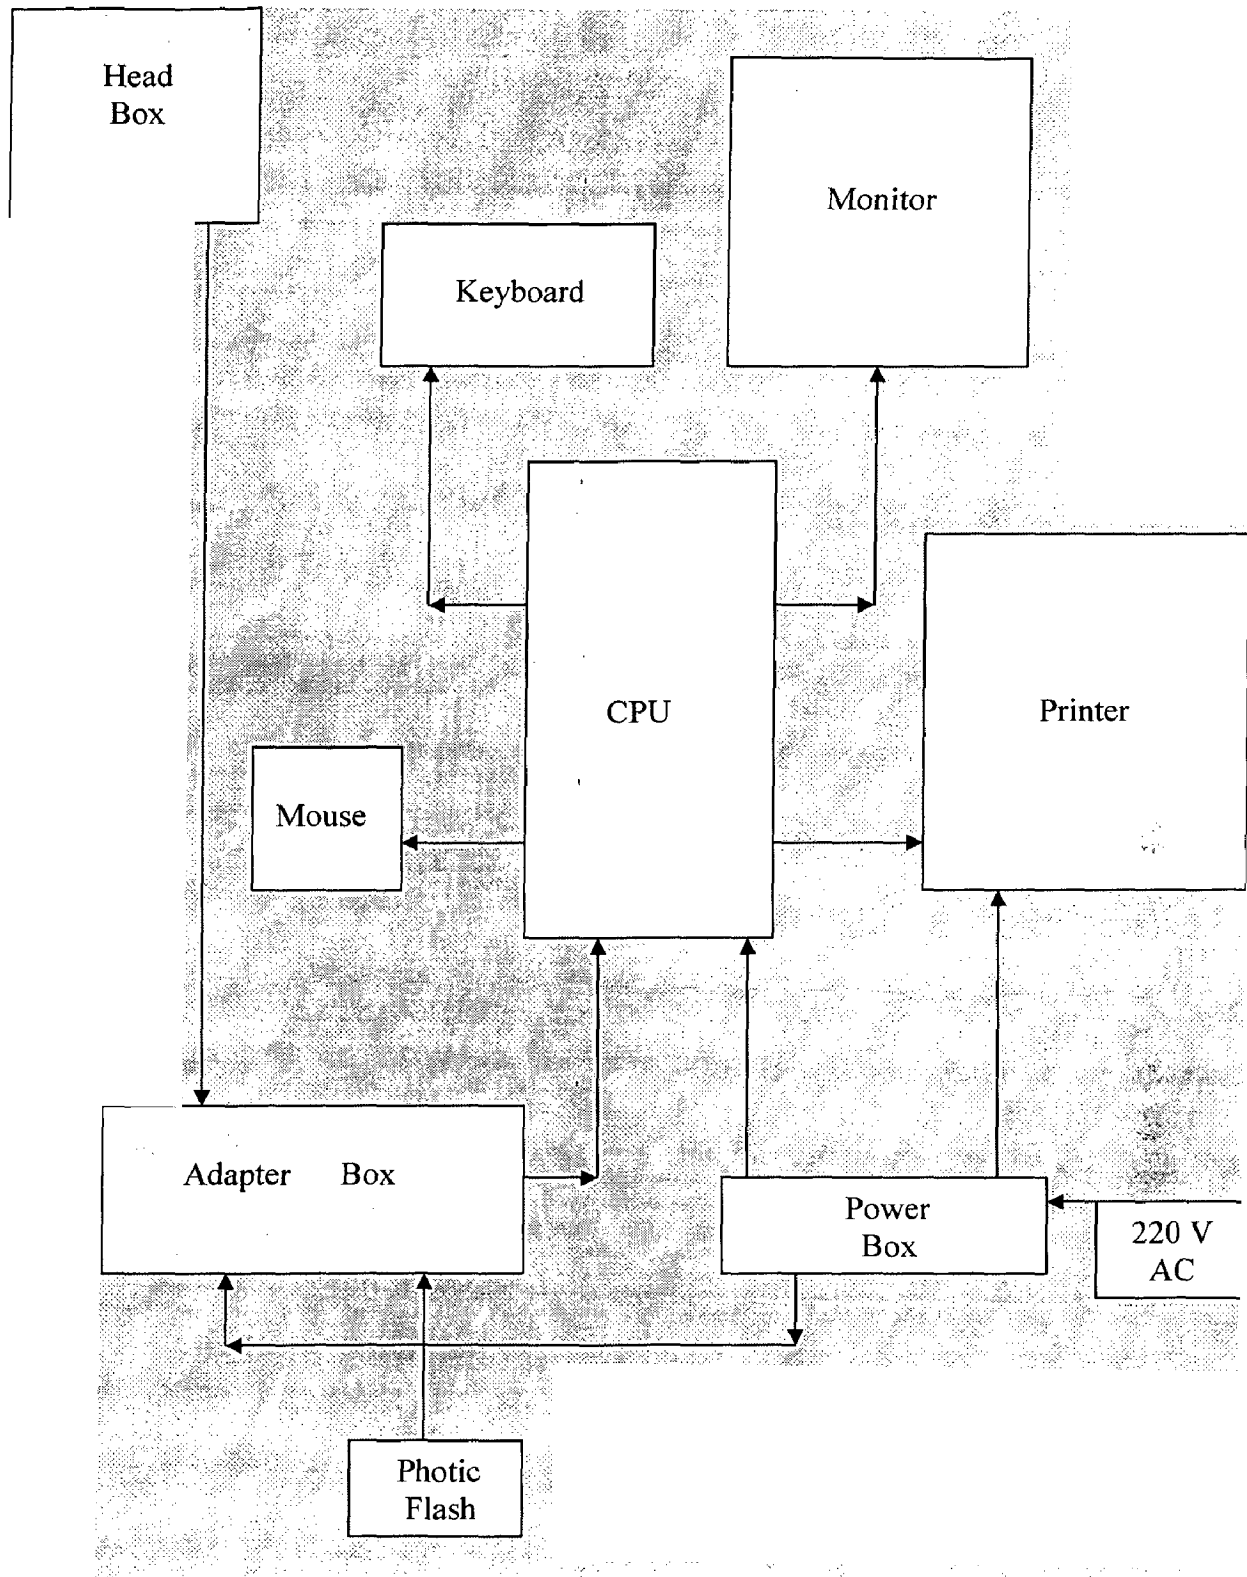 Head
Box
Monitor
Keyboard
CPU
Printer
Mouse
Adapter Box
Power
Box
220 V
AC
Photic
Flash